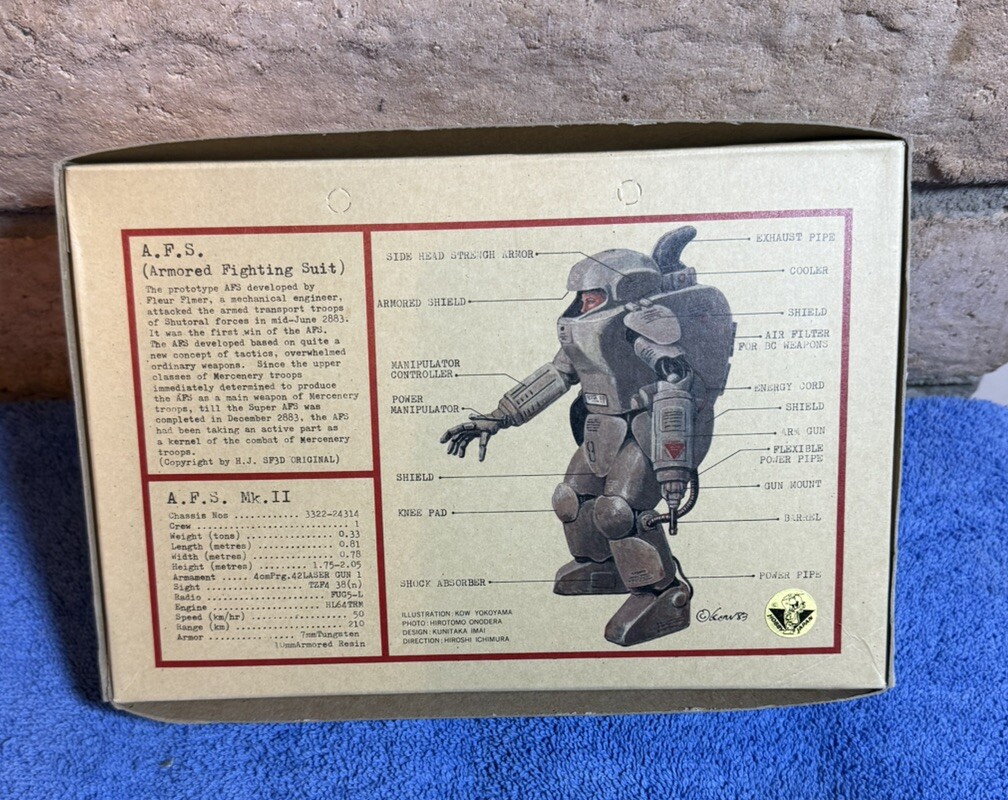 A.F.S.
(Armored Fighting Suit)
The prototype AFS developed by
Fleur Flmer, a mechanical engineer,
attacked the armed transport troops
of Shutoral forces in mid-June 2883.
It was the first win of the AFS.
The AFS developed based on quite a
new concept of tactics, overwhelmed
ordinary weapons. Since the upper
classes of Mercenery troops
immediately determined to produce
the AFS as a main weapon of Mercenery
troops, till the Super AFS was
completed in December 2883, the AFS
had been taking an active part as
a kernel of the combat of Mercenery
troops.
(Copyright by H.J. SF3D ORIGINAL)
A.F.S. Mk.II
Chassis Nos ........... 3322-24314
Crew ........................... 1
Weight (tons) ............... 0.33
Length (metres) ............. 0.81
Width (metres) .............. 0.78
Height (metres) ......... 1.75-2.05
Armament ..... 4cmPrg.42LASER GUN 1
Sight ................ TZF4 38(n)
Radio .................... FUG5-L
Engine .................. HL64TRM
Speed (km/hr) ................. 50
Range (km) ................... 210
Armor ............... 7mmTungsten
10mmArmored Resin
SIDE HEAD STRENGH ARMOR
ARMORED SHIELD
MANIPULATOR
CONTROLLER
POWER
MANIPULATOR
SHIELD
KNEE PAD
SHOCK ABSORBER
EXHAUST PIPE
COOLER
SHIELD
AIR FILTER
FOR BC WEAPONS
ENERGY CORD
SHIELD
ARM GUN
FLEXIBLE
POWER PIPE
GUN MOUNT
BARREL
POWER PIPE
ILLUSTRATION: KOW YOKOYAMA
PHOTO: HIROTOMO ONODERA
DESIGN: KUNITAKA IMAI
DIRECTION: HIROSHI ICHIMURA
©Kow83
HOBBY JAPAN